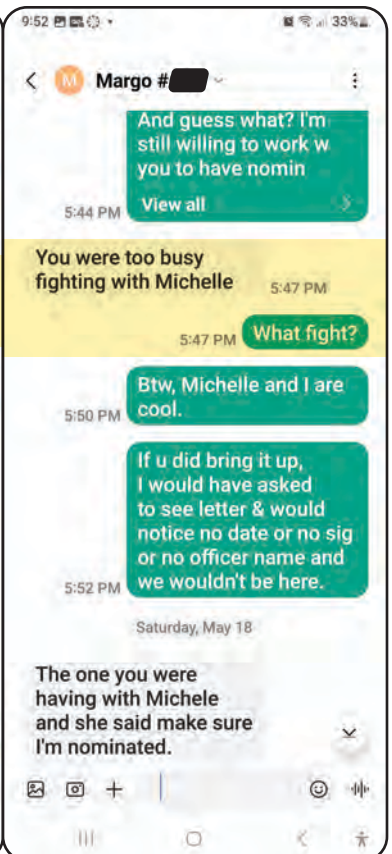 9:52
33%
M Margo #
And guess what? I'm
still willing to work w
you to have nomin
View all
5:44 PM
You were too busy
fighting with Michelle
5:47 PM
5:47 PM
What fight?
Btw, Michelle and I are
cool.
5:50 PM
If u did bring it up,
I would have asked
to see letter & would
notice no date or no sig
or no officer name and
we wouldn't be here.
5:52 PM
Saturday, May 18
The one you were
having with Michele
and she said make sure
I'm nominated.